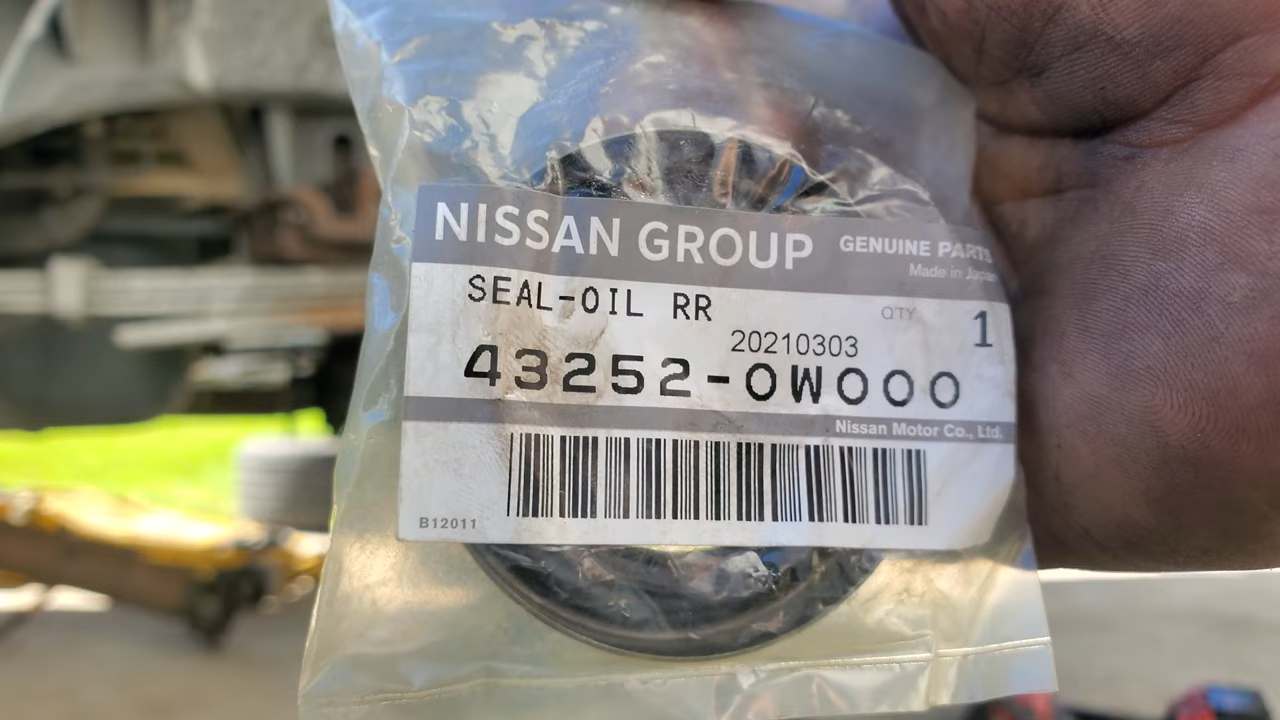 NISSAN GROUP GENUINE PARTS
Made in Japan
SEAL-OIL RR
QTY 1
20210303
43252-0W000
Nissan Motor Co., Ltd.
B12011